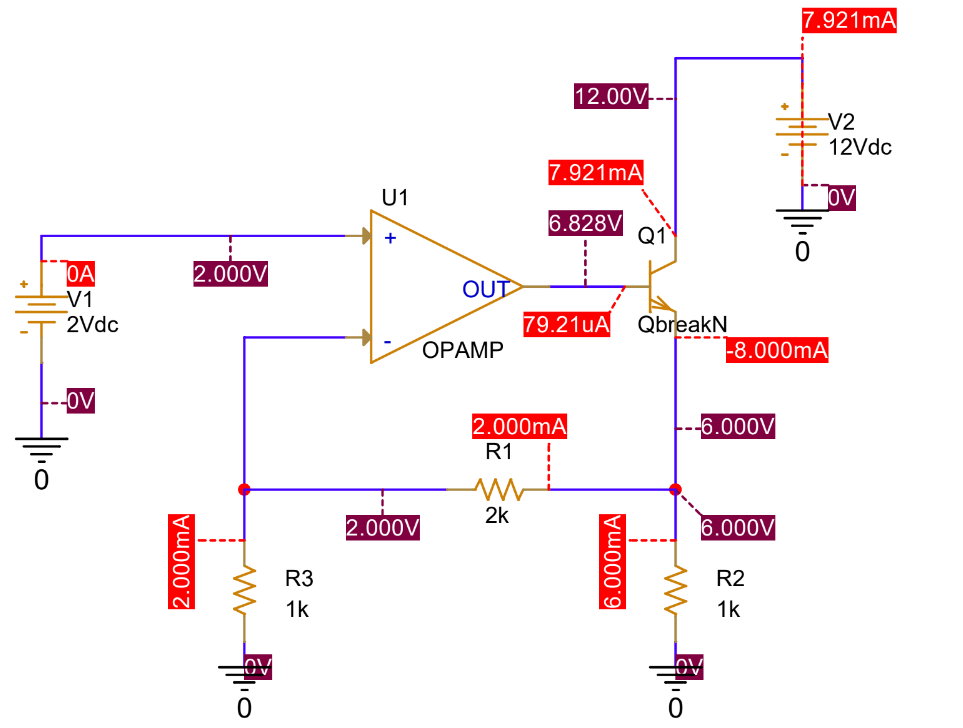 7.921mA
12.00V
+
V2
12Vdc
-
0V
0
7.921mA
U1
6.828V
Q1
+
2.000V
0A
+
V1
2Vdc
-
OUT
79.21uA
QbreakN
-
OPAMP
-8.000mA
0V
0
2.000mA
6.000V
R1
2k
2.000V
6.000V
2.000mA
R3
1k
6.000mA
R2
1k
0V
0
0V
0